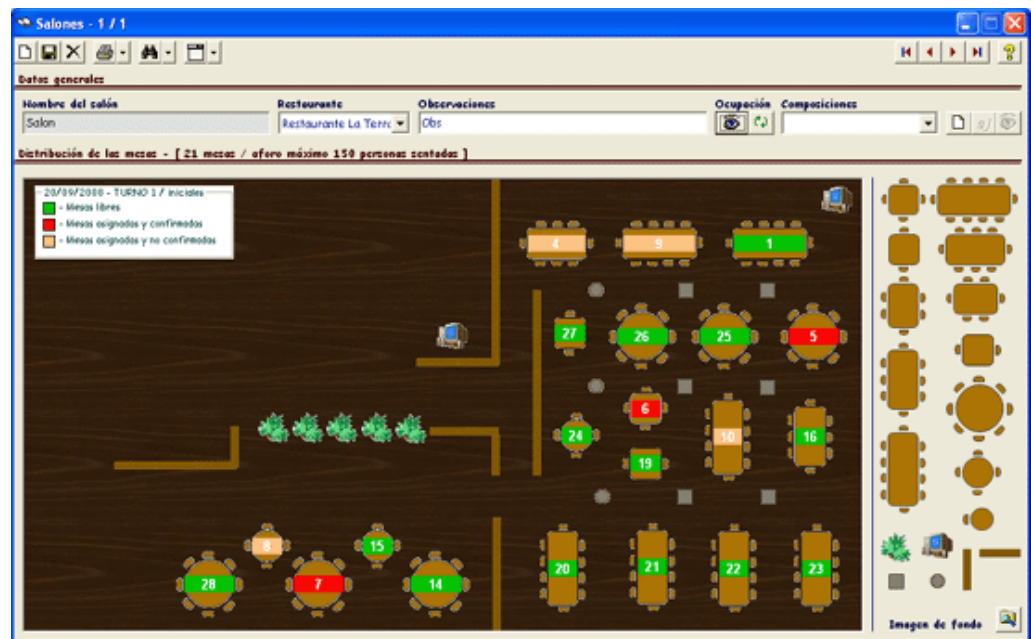 Salones - 1 / 1
Datos generales
Nombre del salón Restaurante Observaciones Ocupación Composiciones
Salon Restaurante La Terra Obs
Distribución de las mesas - [ 21 mesas / aforo máximo 150 personas sentadas ]
20/09/2008 - TURNO 1 / iniciales
- Mesas libres
- Mesas asignadas y confirmadas
- Mesas asignadas y no confirmadas
4 9 1
27 26 25 5
6
24 10 16
19
8 15
28 7 14
20 21 22 23
Imagen de fondo